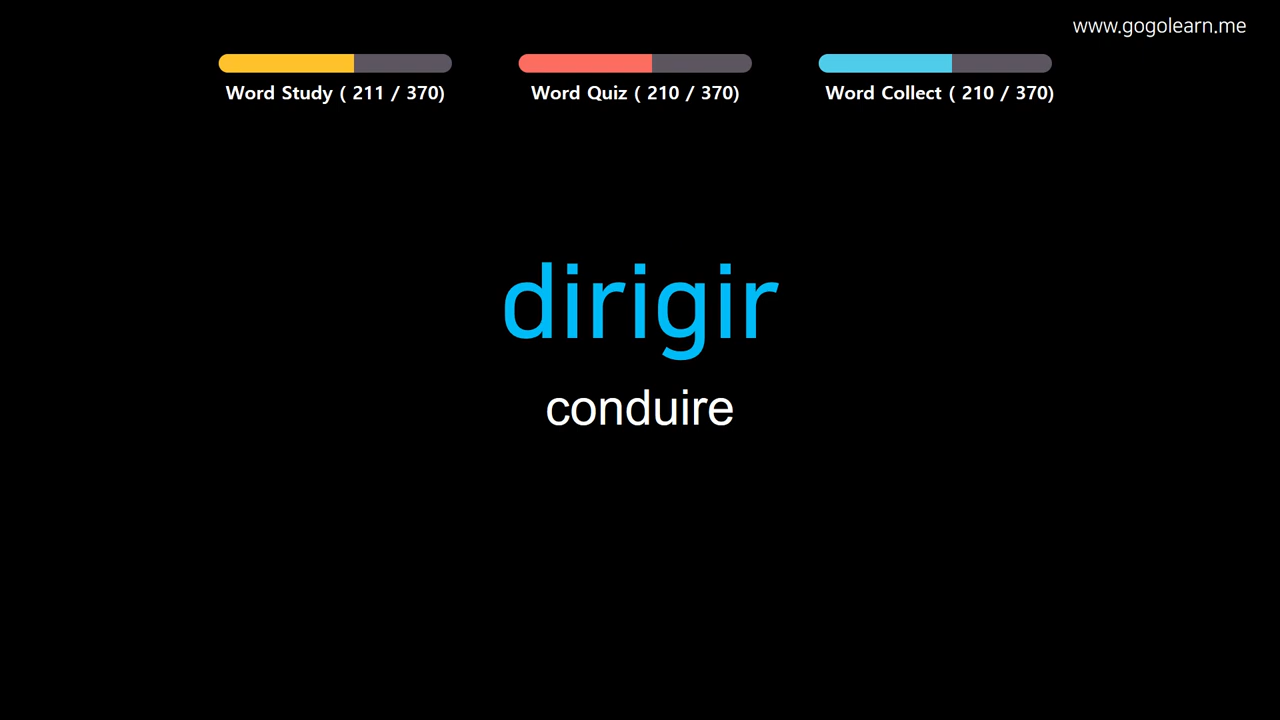 www.gogolearn.me
Word Study ( 211 / 370)
Word Quiz ( 210 / 370)
Word Collect ( 210 / 370)
dirigir
conduire